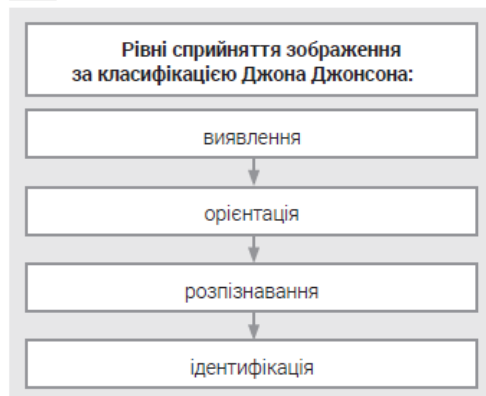 Рівні сприйняття зображення
за класифікацією Джона Джонсона:
виявлення
орієнтація
розпізнавання
ідентифікація